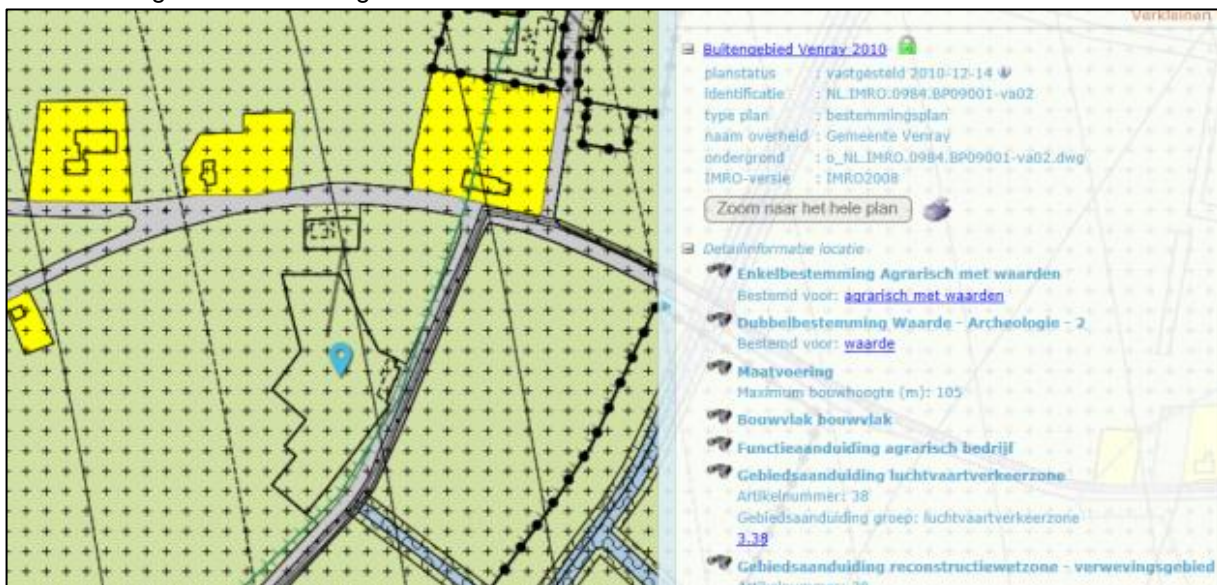 Verkleinen
Buitengebied Venray 2010
planstatus : vastgesteld 2010-12-14
identificatie : NL.IMRO.0984.BP09001-va02
type plan : bestemmingsplan
naam overheid : Gemeente Venray
ondergrond : o_NL.IMRO.0984.BP09001-va02.dwg
IMRO-versie : IMRO2008
Zoom naar het hele plan
Detailinformatie locatie
Enkelbestemming Agrarisch met waarden
Bestemd voor: agrarisch met waarden
Dubbelbestemming Waarde - Archeologie - 2
Bestemd voor: waarde
Maatvoering
Maximum bouwhoogte (m): 105
Bouwvlak bouwvlak
Functieaanduiding agrarisch bedrijf
Gebiedsaanduiding luchtvaartverkeerzone
Artikelnummer: 38
Gebiedsaanduiding groep: luchtvaartverkeerzone
3.38
Gebiedsaanduiding reconstructiewetzone - verwevingsgebied